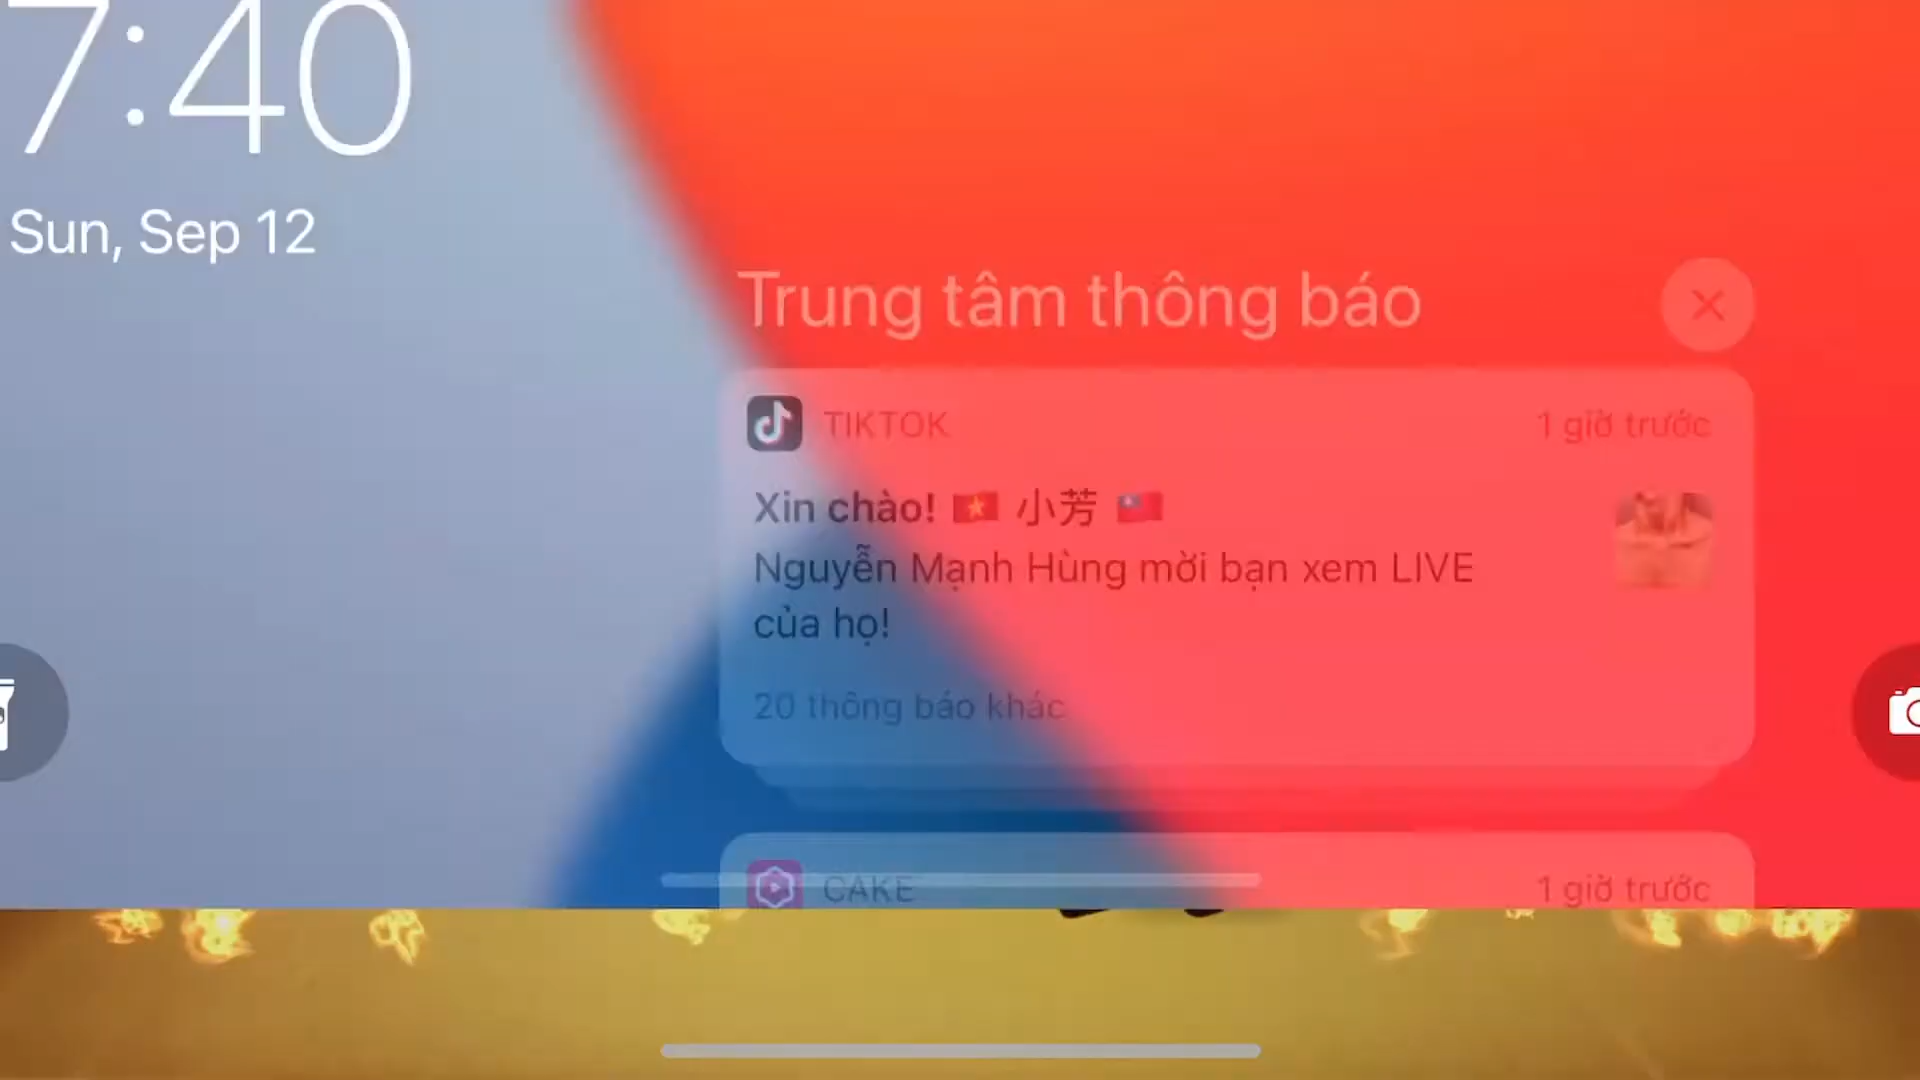 7:40
Sun, Sep 12
Trung tâm thông báo
TIKTOK
1 giờ trước
Xin chào! 🇻🇳 小芳 🇹🇼
Nguyễn Mạnh Hùng mời bạn xem LIVE
của họ!
20 thông báo khác
CAKE
1 giờ trước